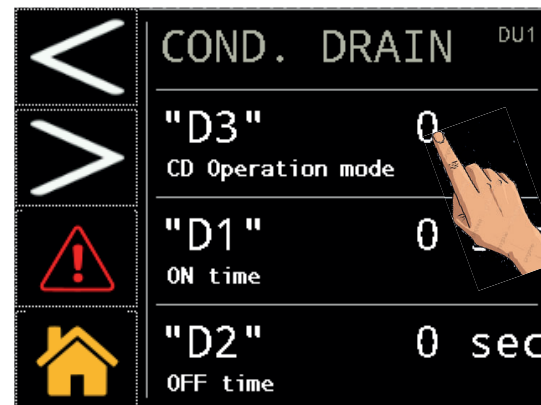 COND. DRAIN DU1
"D3" 0
CD Operation mode
"D1" 0
ON time
"D2" 0 sec
OFF time